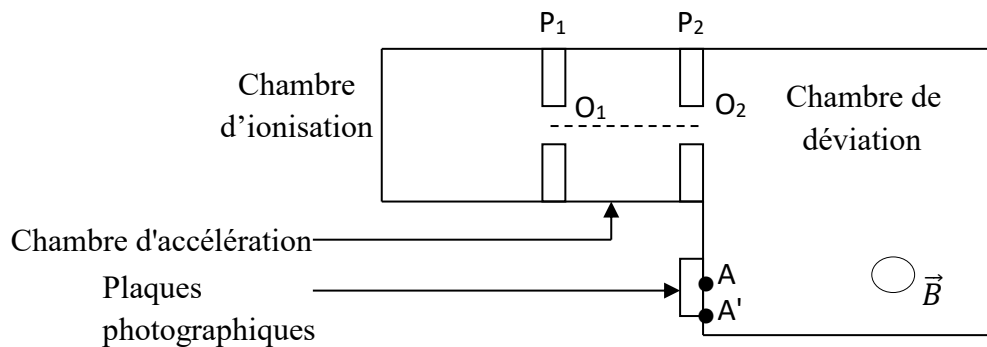 P₁
P₂
Chambre
d’ionisation
O₁
O₂
Chambre de
déviation
Chambre d'accélération
Plaques
photographiques
A
A'
B⃗